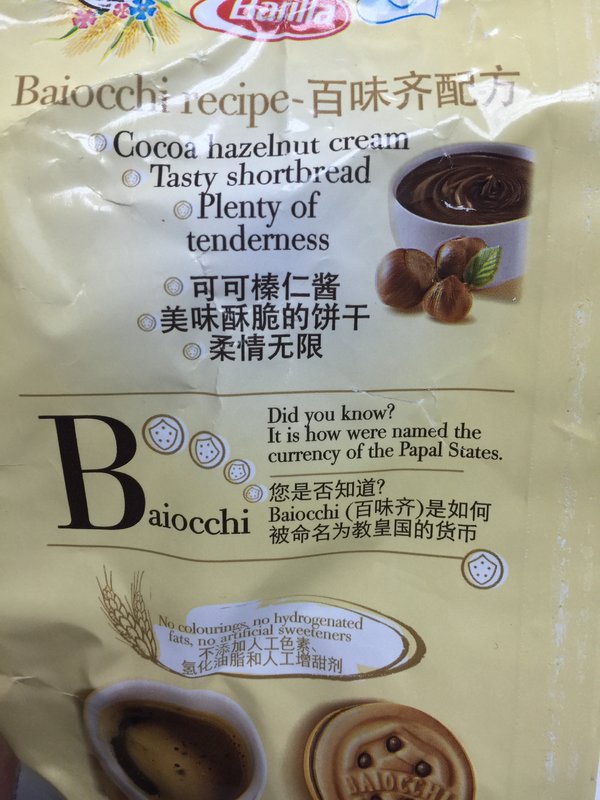 Barilla
Baiocchi recipe-百味齐配方
Cocoa hazelnut cream
Tasty shortbread
Plenty of
tenderness
可可榛仁酱
美味酥脆的饼干
柔情无限
Baiocchi
Did you know?
It is how were named the
currency of the Papal States.
您是否知道?
Baiocchi (百味齐)是如何
被命名为教皇国的货币
No colourings, no hydrogenated
fats, no artificial sweeteners
不添加人工色素、
氢化油脂和人工增甜剂
BAIOCCHI